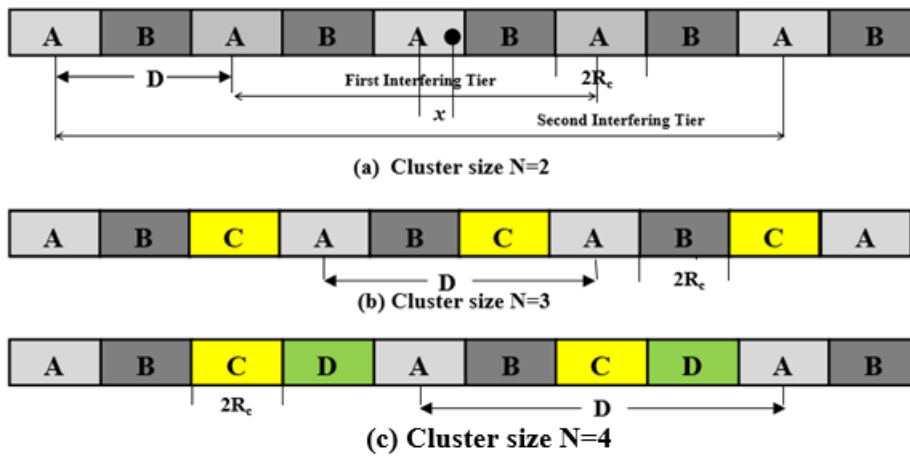 A B A B A B A B A B
D
First Interfering Tier
2Rc
x
Second Interfering Tier
(a) Cluster size N=2
A B C A B C A B C A
D
2Rc
(b) Cluster size N=3
A B C D A B C D A B
2Rc
D
(c) Cluster size N=4